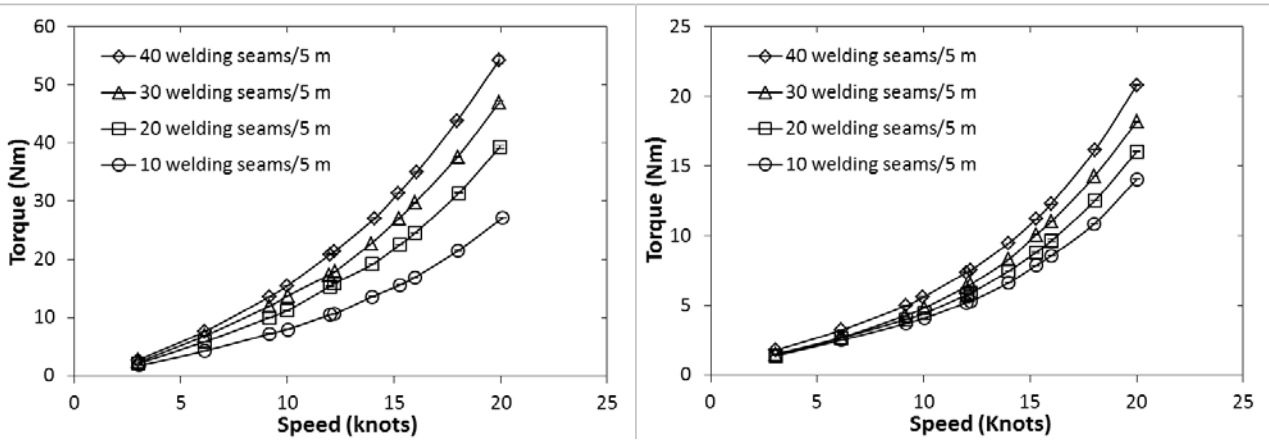 60
50
40
30
20
10
0
Torque (Nm)
40 welding seams/5 m
30 welding seams/5 m
20 welding seams/5 m
10 welding seams/5 m
0 5 10 15 20 25
Speed (knots)
25
20
15
10
5
0
Torque (Nm)
40 welding seams/5 m
30 welding seams/5 m
20 welding seams/5 m
10 welding seams/5 m
0 5 10 15 20 25
Speed (Knots)